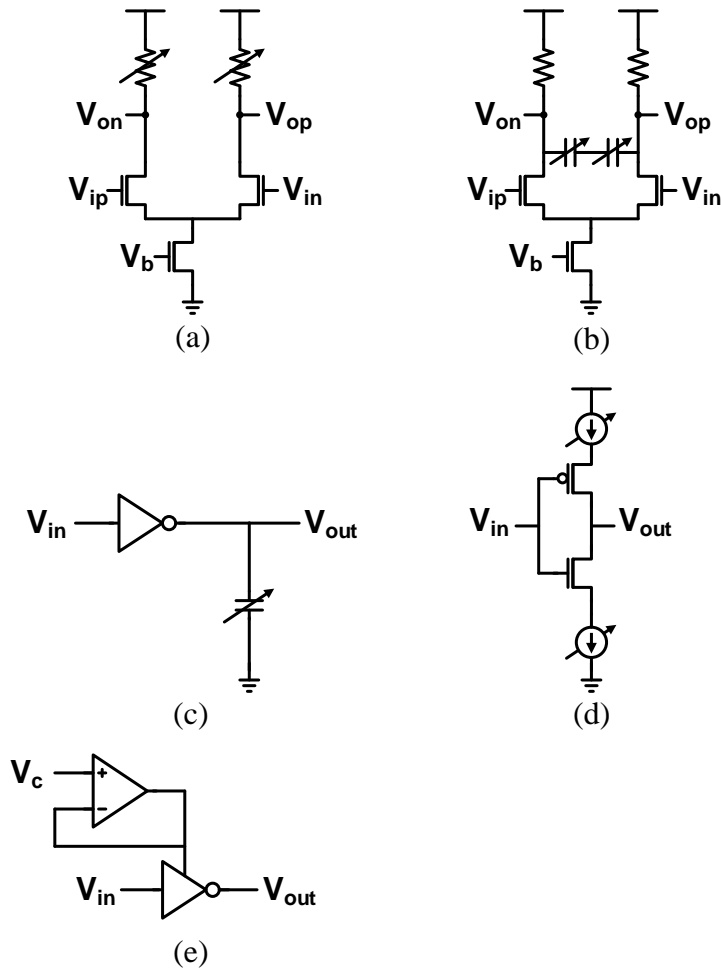 Von Vop
Vip Vin
Vb
(a)
Von Vop
Vip Vin
Vb
(b)
Vin Vout
(c)
Vin Vout
(d)
Vc + −
Vin Vout
(e)